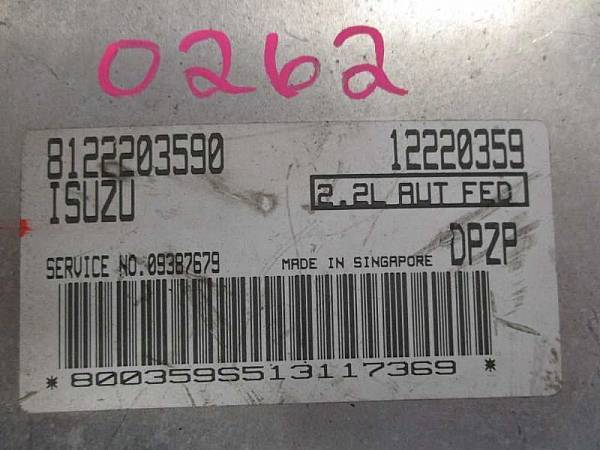 0262
8122203590 12220359
ISUZU 2.2L AUT FED
DPZP
SERVICE NO.09387679 MADE IN SINGAPORE
*800359S513117369*